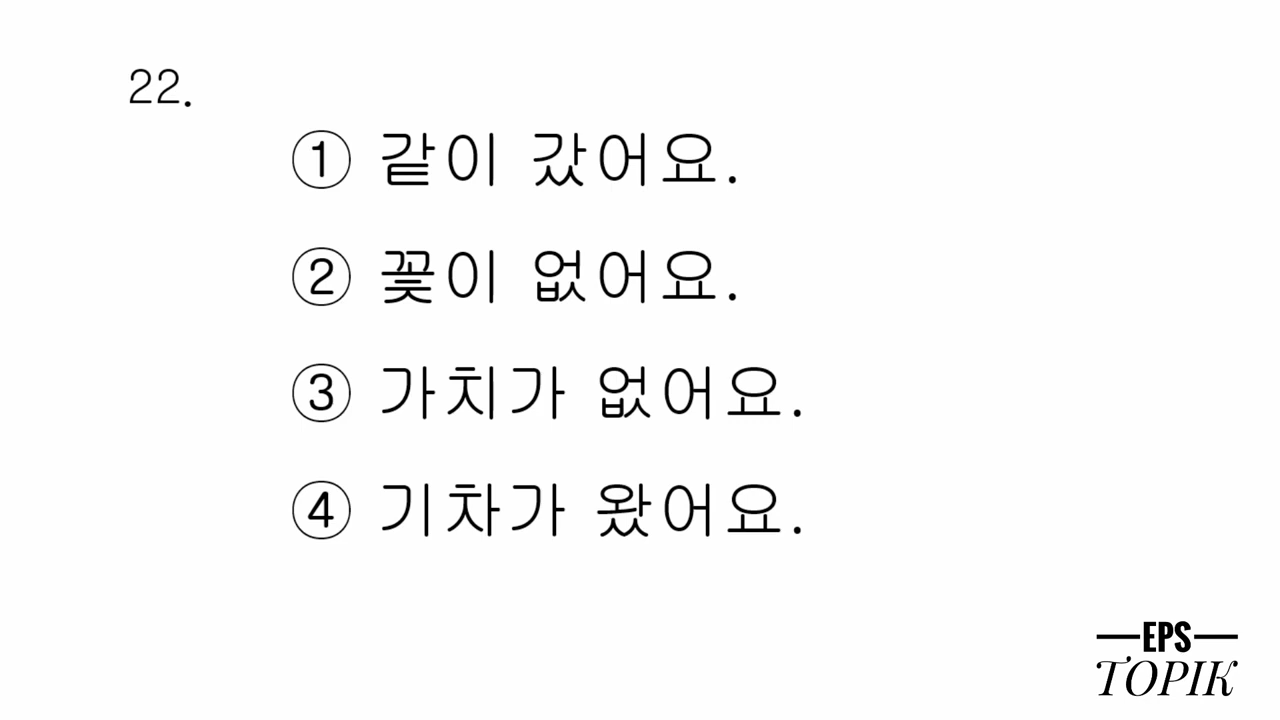 22.
① 같이 갔어요.
② 꽃이 없어요.
③ 가치가 없어요.
④ 기차가 왔어요.
EPS
TOPIK